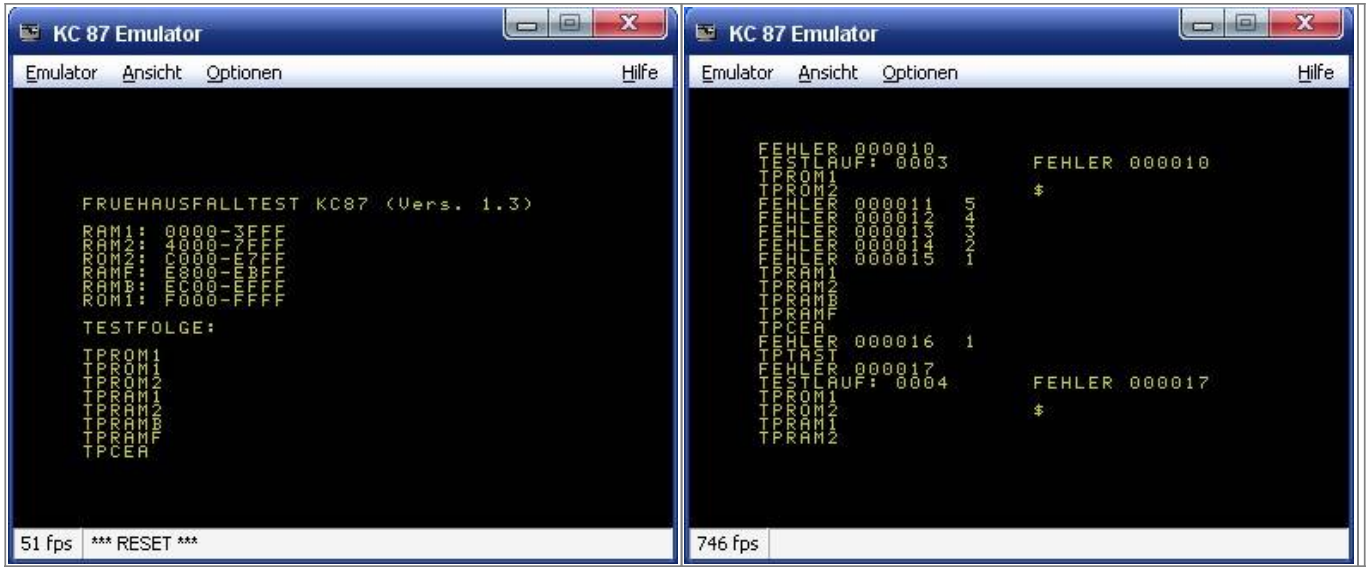 KC 87 Emulator
Emulator Ansicht Optionen Hilfe
FRUEHAUSFALLTEST KC87 (Vers. 1.3)
RAM1: 0000-3FFF
RAM2: 4000-7FFF
ROM2: C000-E7FF
RAMF: E800-EBFF
RAMB: EC00-EFFF
ROM1: F000-FFFF
TESTFOLGE:
TPROM1
TPROM1
TPROM2
TPRAM1
TPRAM2
TPRAMB
TPRAMF
TPCEA
51 fps *** RESET ***
KC 87 Emulator
Emulator Ansicht Optionen Hilfe
FEHLER 000010
TESTLAUF: 0003 FEHLER 000010
TPROM1
TPROM2 $
FEHLER 000011 5
FEHLER 000012 4
FEHLER 000013 3
FEHLER 000014 2
FEHLER 000015 1
TPRAM1
TPRAM2
TPRAMB
TPRAMF
TPCEA
FEHLER 000016 1
TPTAST
FEHLER 000017
TESTLAUF: 0004 FEHLER 000017
TPROM1
TPROM2 $
TPRAM1
TPRAM2
746 fps